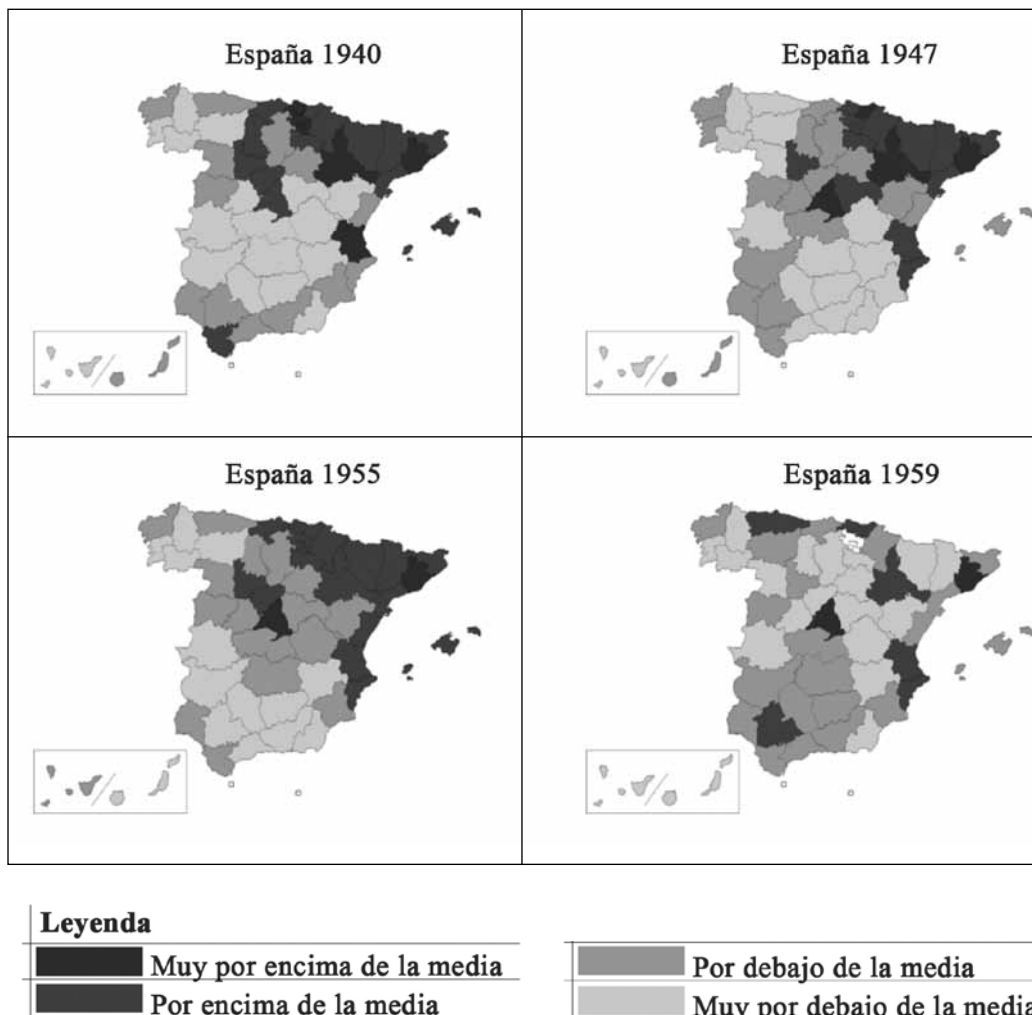 España 1940
España 1947
España 1955
España 1959
Leyenda
Muy por encima de la media
Por encima de la media
Por debajo de la media
Muy por debajo de la media